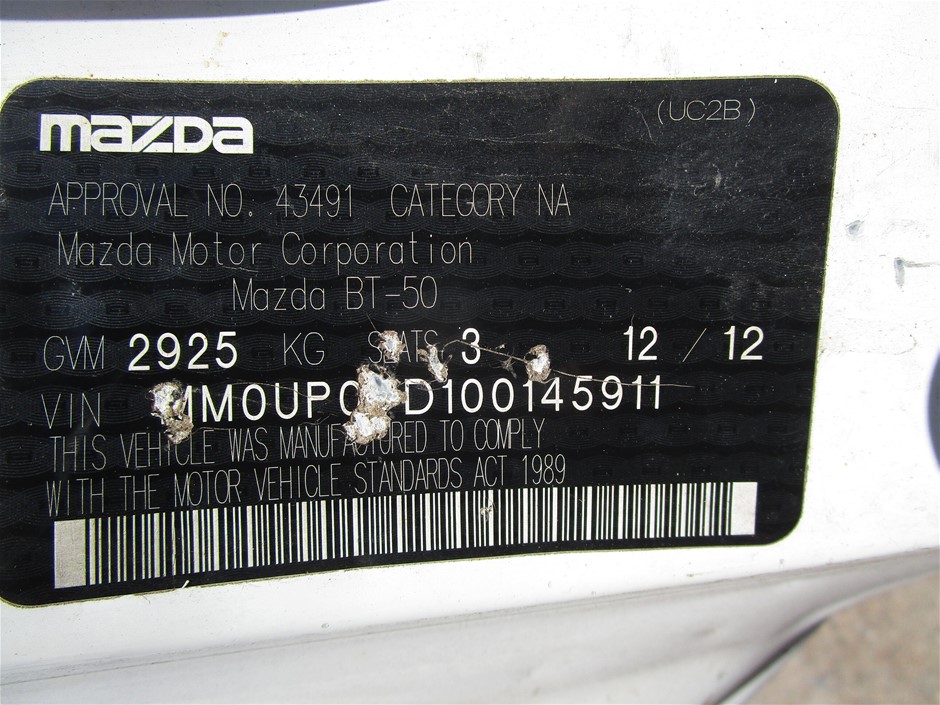 mazda (UC2B)
APPROVAL NO. 43491 CATEGORY NA
Mazda Motor Corporation
Mazda BT-50
GVM 2925 KG SEATS 3 12 / 12
VIN
THIS VEHICLE WAS MANUFACTURED TO COMPLY
WITH THE MOTOR VEHICLE STANDARDS ACT 1989